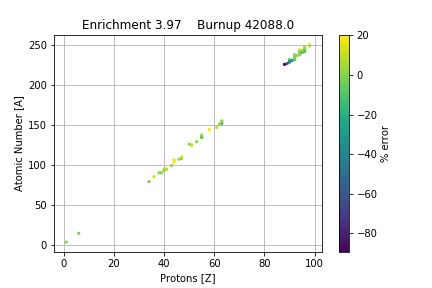 Enrichment 3.97 Burnup 42088.0
250
200
150
100
50
0
Atomic Number [A]
0 20 40 60 80 100
Protons [Z]
20
0
−20
−40
−60
−80
% error